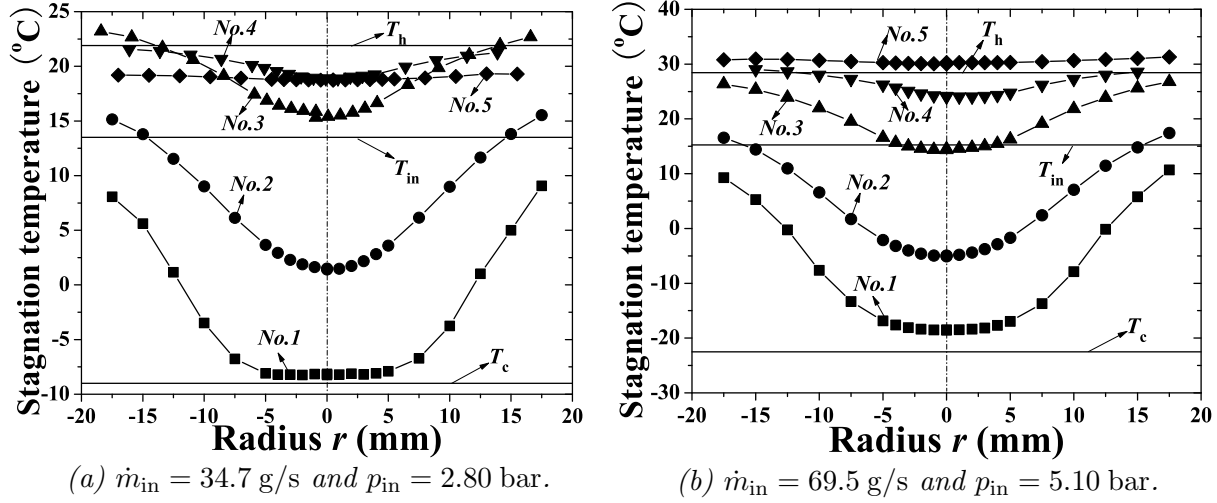 Stagnation temperature (°C)
25
20
15
10
5
0
-5
-10
No.4
T_h
No.3
No.5
T_in
No.2
No.1
T_c
-20 -15 -10 -5 0 5 10 15 20
Radius r (mm)
(a) ṁ_in = 34.7 g/s and p_in = 2.80 bar.
Stagnation temperature (°C)
40
30
20
10
0
-10
-20
-30
No.5
T_h
No.3
No.4
T_in
No.2
No.1
T_c
-20 -15 -10 -5 0 5 10 15 20
Radius r (mm)
(b) ṁ_in = 69.5 g/s and p_in = 5.10 bar.